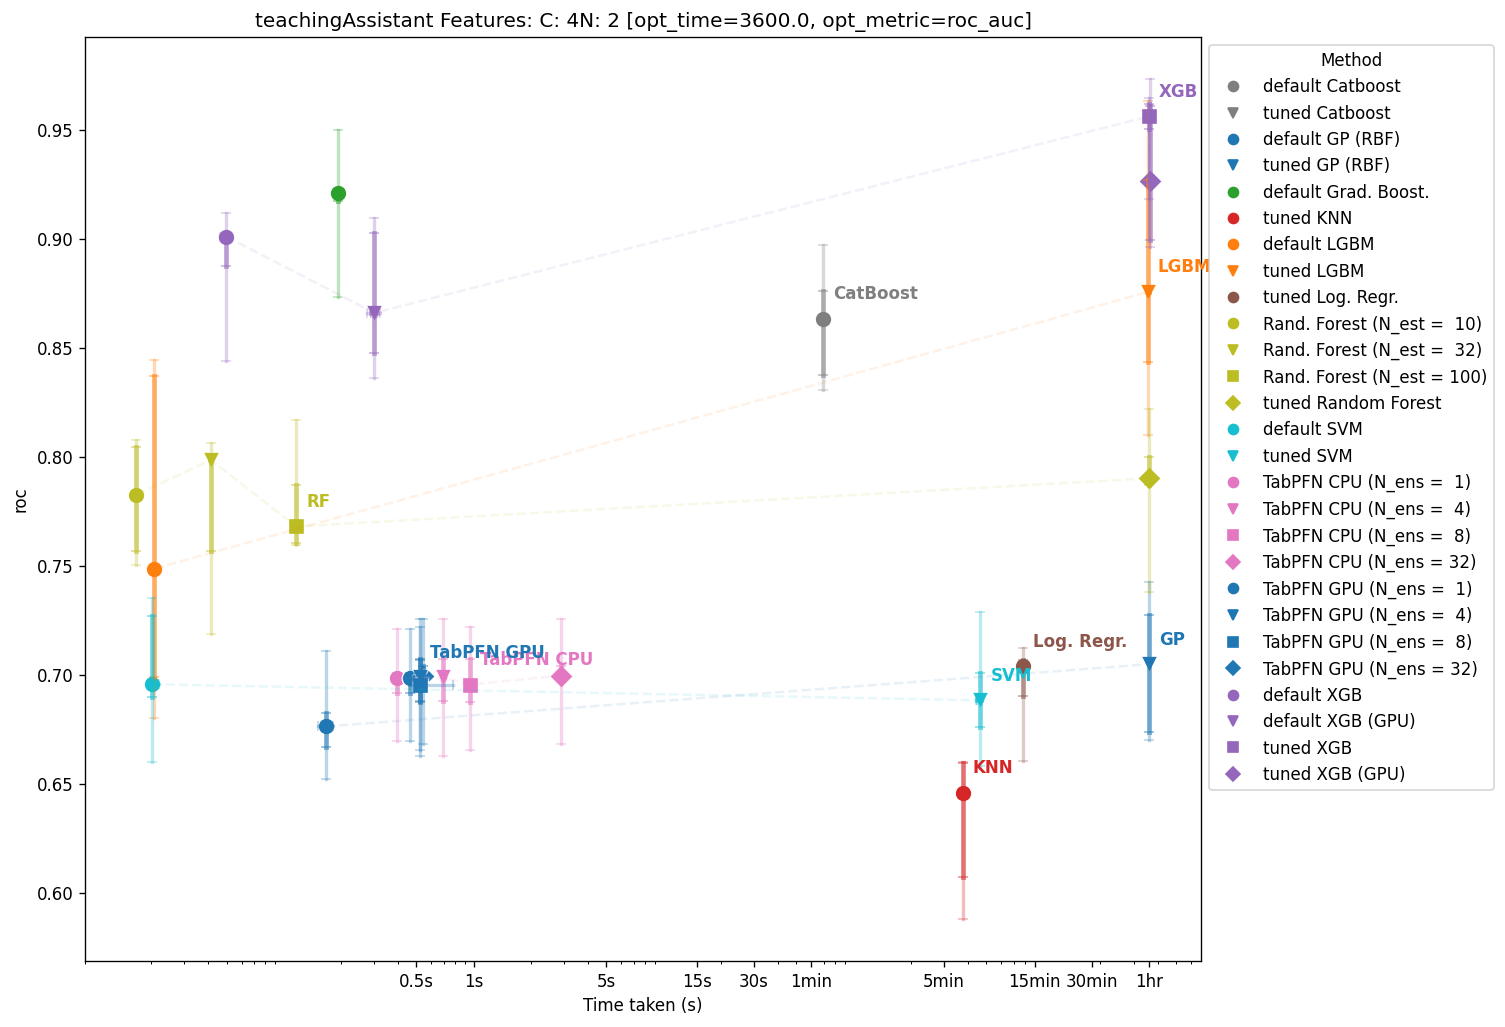 teachingAssistant Features: C: 4N: 2 [opt_time=3600.0, opt_metric=roc_auc]
roc
0.95
0.90
0.85
0.80
0.75
0.70
0.65
0.60
XGB
LGBM
CatBoost
RF
TabPFN GPU
TabPFN CPU
Log. Regr.
GP
SVM
KNN
0.5s
1s
5s
15s
30s
1min
5min
15min
30min
1hr
Time taken (s)
Method
default Catboost
tuned Catboost
default GP (RBF)
tuned GP (RBF)
default Grad. Boost.
tuned KNN
default LGBM
tuned LGBM
tuned Log. Regr.
Rand. Forest (N_est =  10)
Rand. Forest (N_est =  32)
Rand. Forest (N_est = 100)
tuned Random Forest
default SVM
tuned SVM
TabPFN CPU (N_ens =  1)
TabPFN CPU (N_ens =  4)
TabPFN CPU (N_ens =  8)
TabPFN CPU (N_ens = 32)
TabPFN GPU (N_ens =  1)
TabPFN GPU (N_ens =  4)
TabPFN GPU (N_ens =  8)
TabPFN GPU (N_ens = 32)
default XGB
default XGB (GPU)
tuned XGB
tuned XGB (GPU)